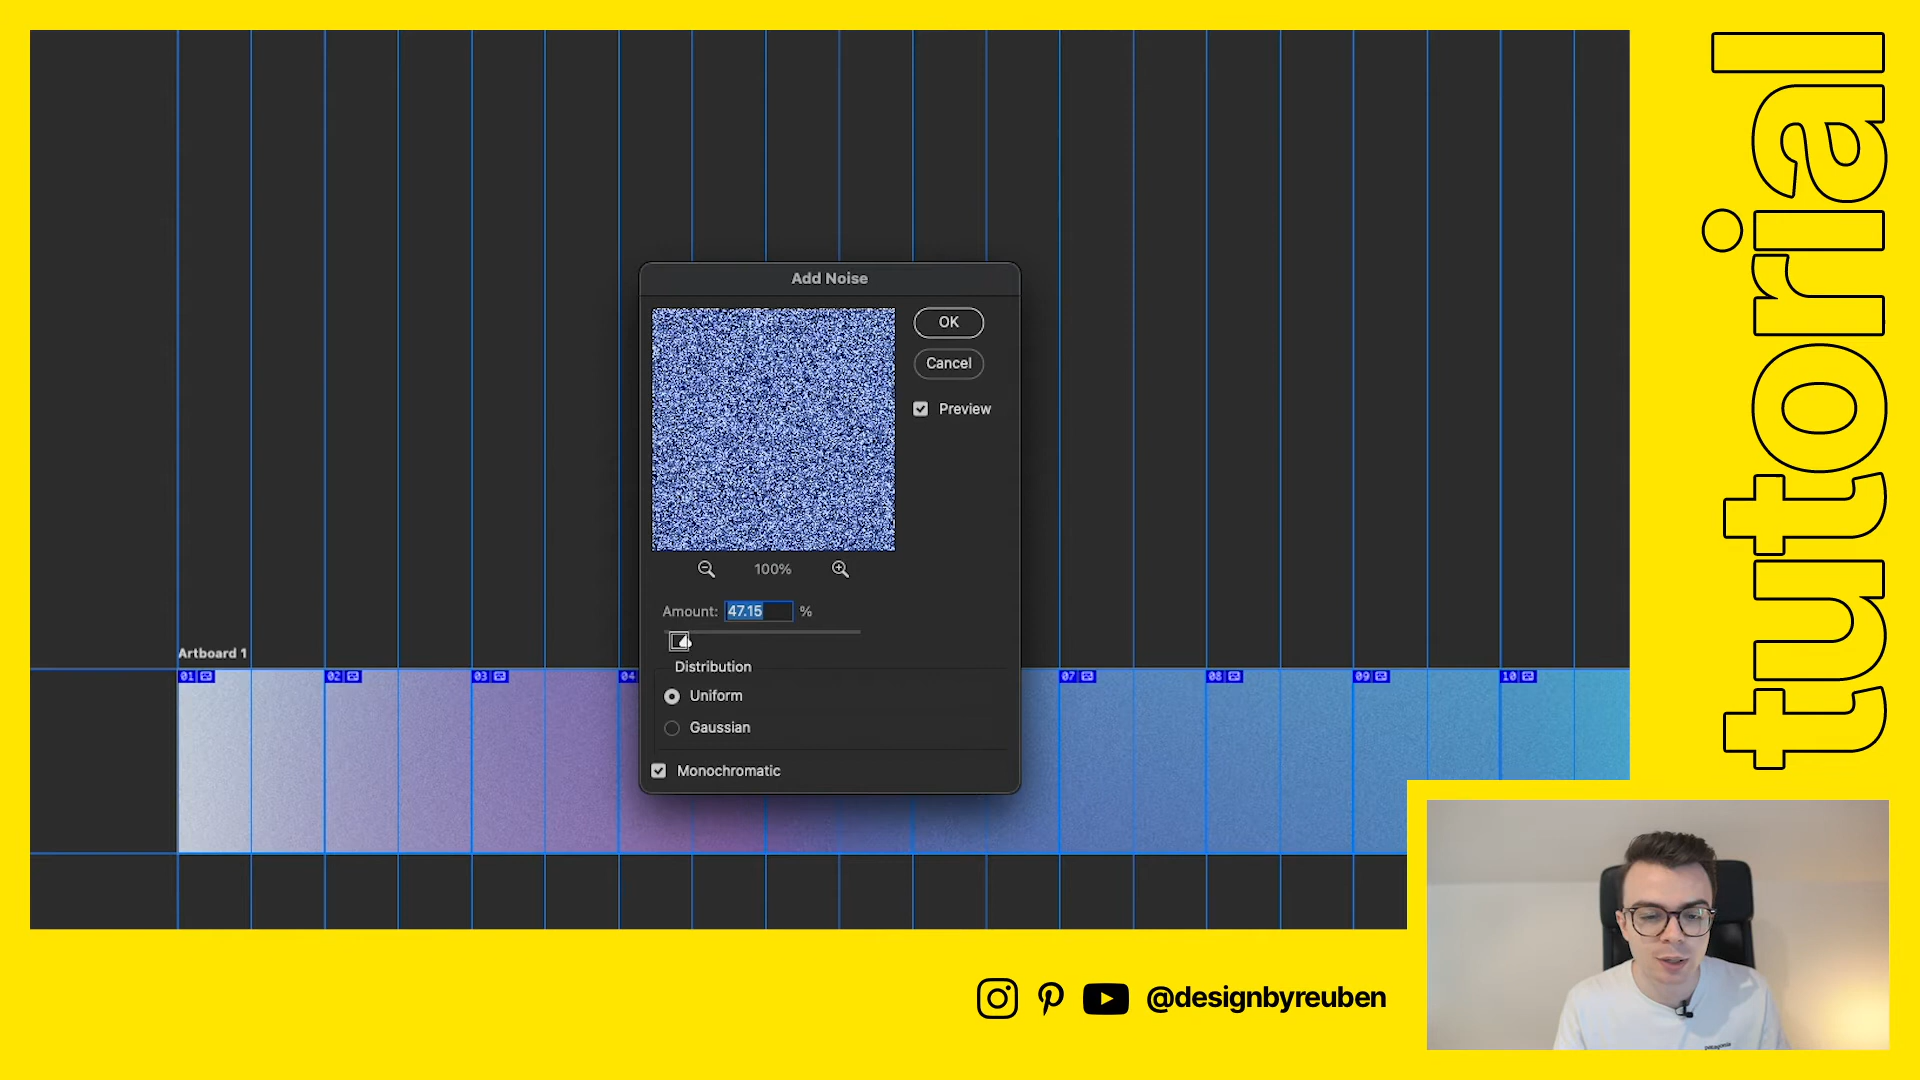 tutorial
Add Noise
OK
Cancel
Preview
100%
Amount: 47.15 %
Distribution
Uniform
Gaussian
Monochromatic
Artboard 1
01 02 03 04 07 08 09 10
@designbyreuben
patagonia